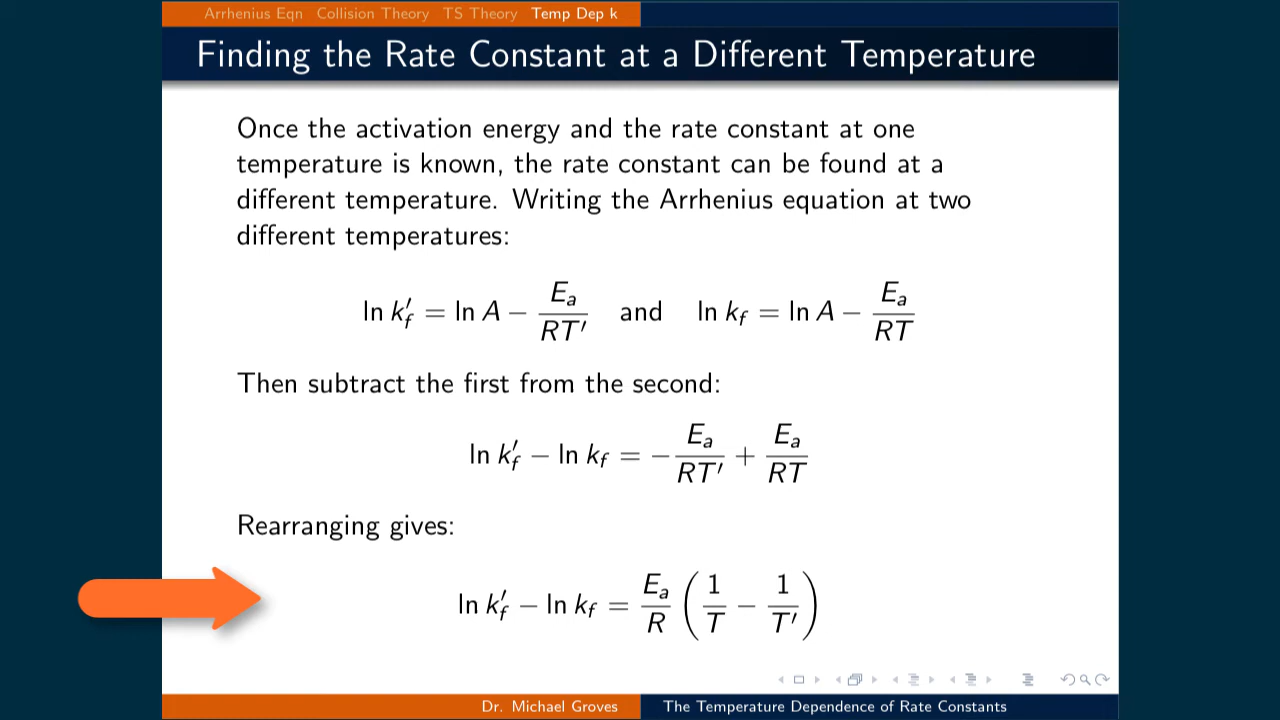 Arrhenius Eqn Collision Theory TS Theory Temp Dep k
Finding the Rate Constant at a Different Temperature
Once the activation energy and the rate constant at one
temperature is known, the rate constant can be found at a
different temperature. Writing the Arrhenius equation at two
different temperatures:
ln k′_f = ln A − E_a/RT′ and ln k_f = ln A − E_a/RT
Then subtract the first from the second:
ln k′_f − ln k_f = −E_a/RT′ + E_a/RT
Rearranging gives:
ln k′_f − ln k_f = E_a/R (1/T − 1/T′)
Dr. Michael Groves The Temperature Dependence of Rate Constants